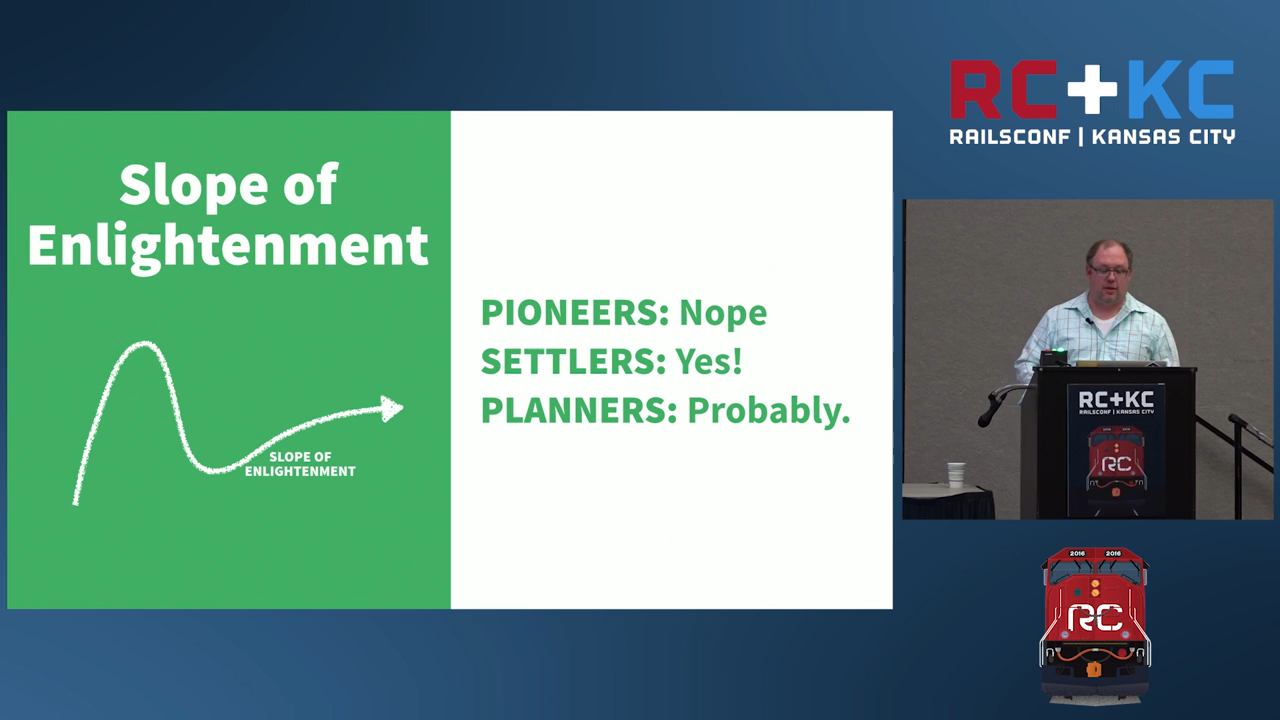 Slope of
Enlightenment
SLOPE OF
ENLIGHTENMENT
PIONEERS: Nope
SETTLERS: Yes!
PLANNERS: Probably.
RC+KC
RAILSCONF | KANSAS CITY
RC+KC
RAILSCONF | KANSAS CITY
RC
2016 2016
RC